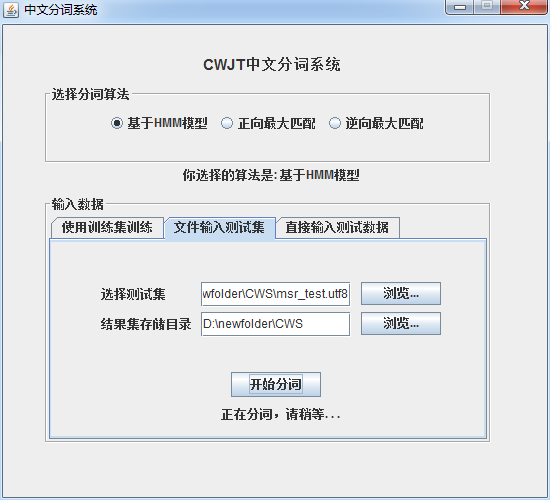 中文分词系统
CWJT中文分词系统
选择分词算法
基于HMM模型 正向最大匹配 逆向最大匹配
你选择的算法是:基于HMM模型
输入数据
使用训练集训练 文件输入测试集 直接输入测试数据
选择测试集 wfolder\CWS\msr_test.utf8 浏览...
结果集存储目录 D:\newfolder\CWS 浏览...
开始分词
正在分词，请稍等...